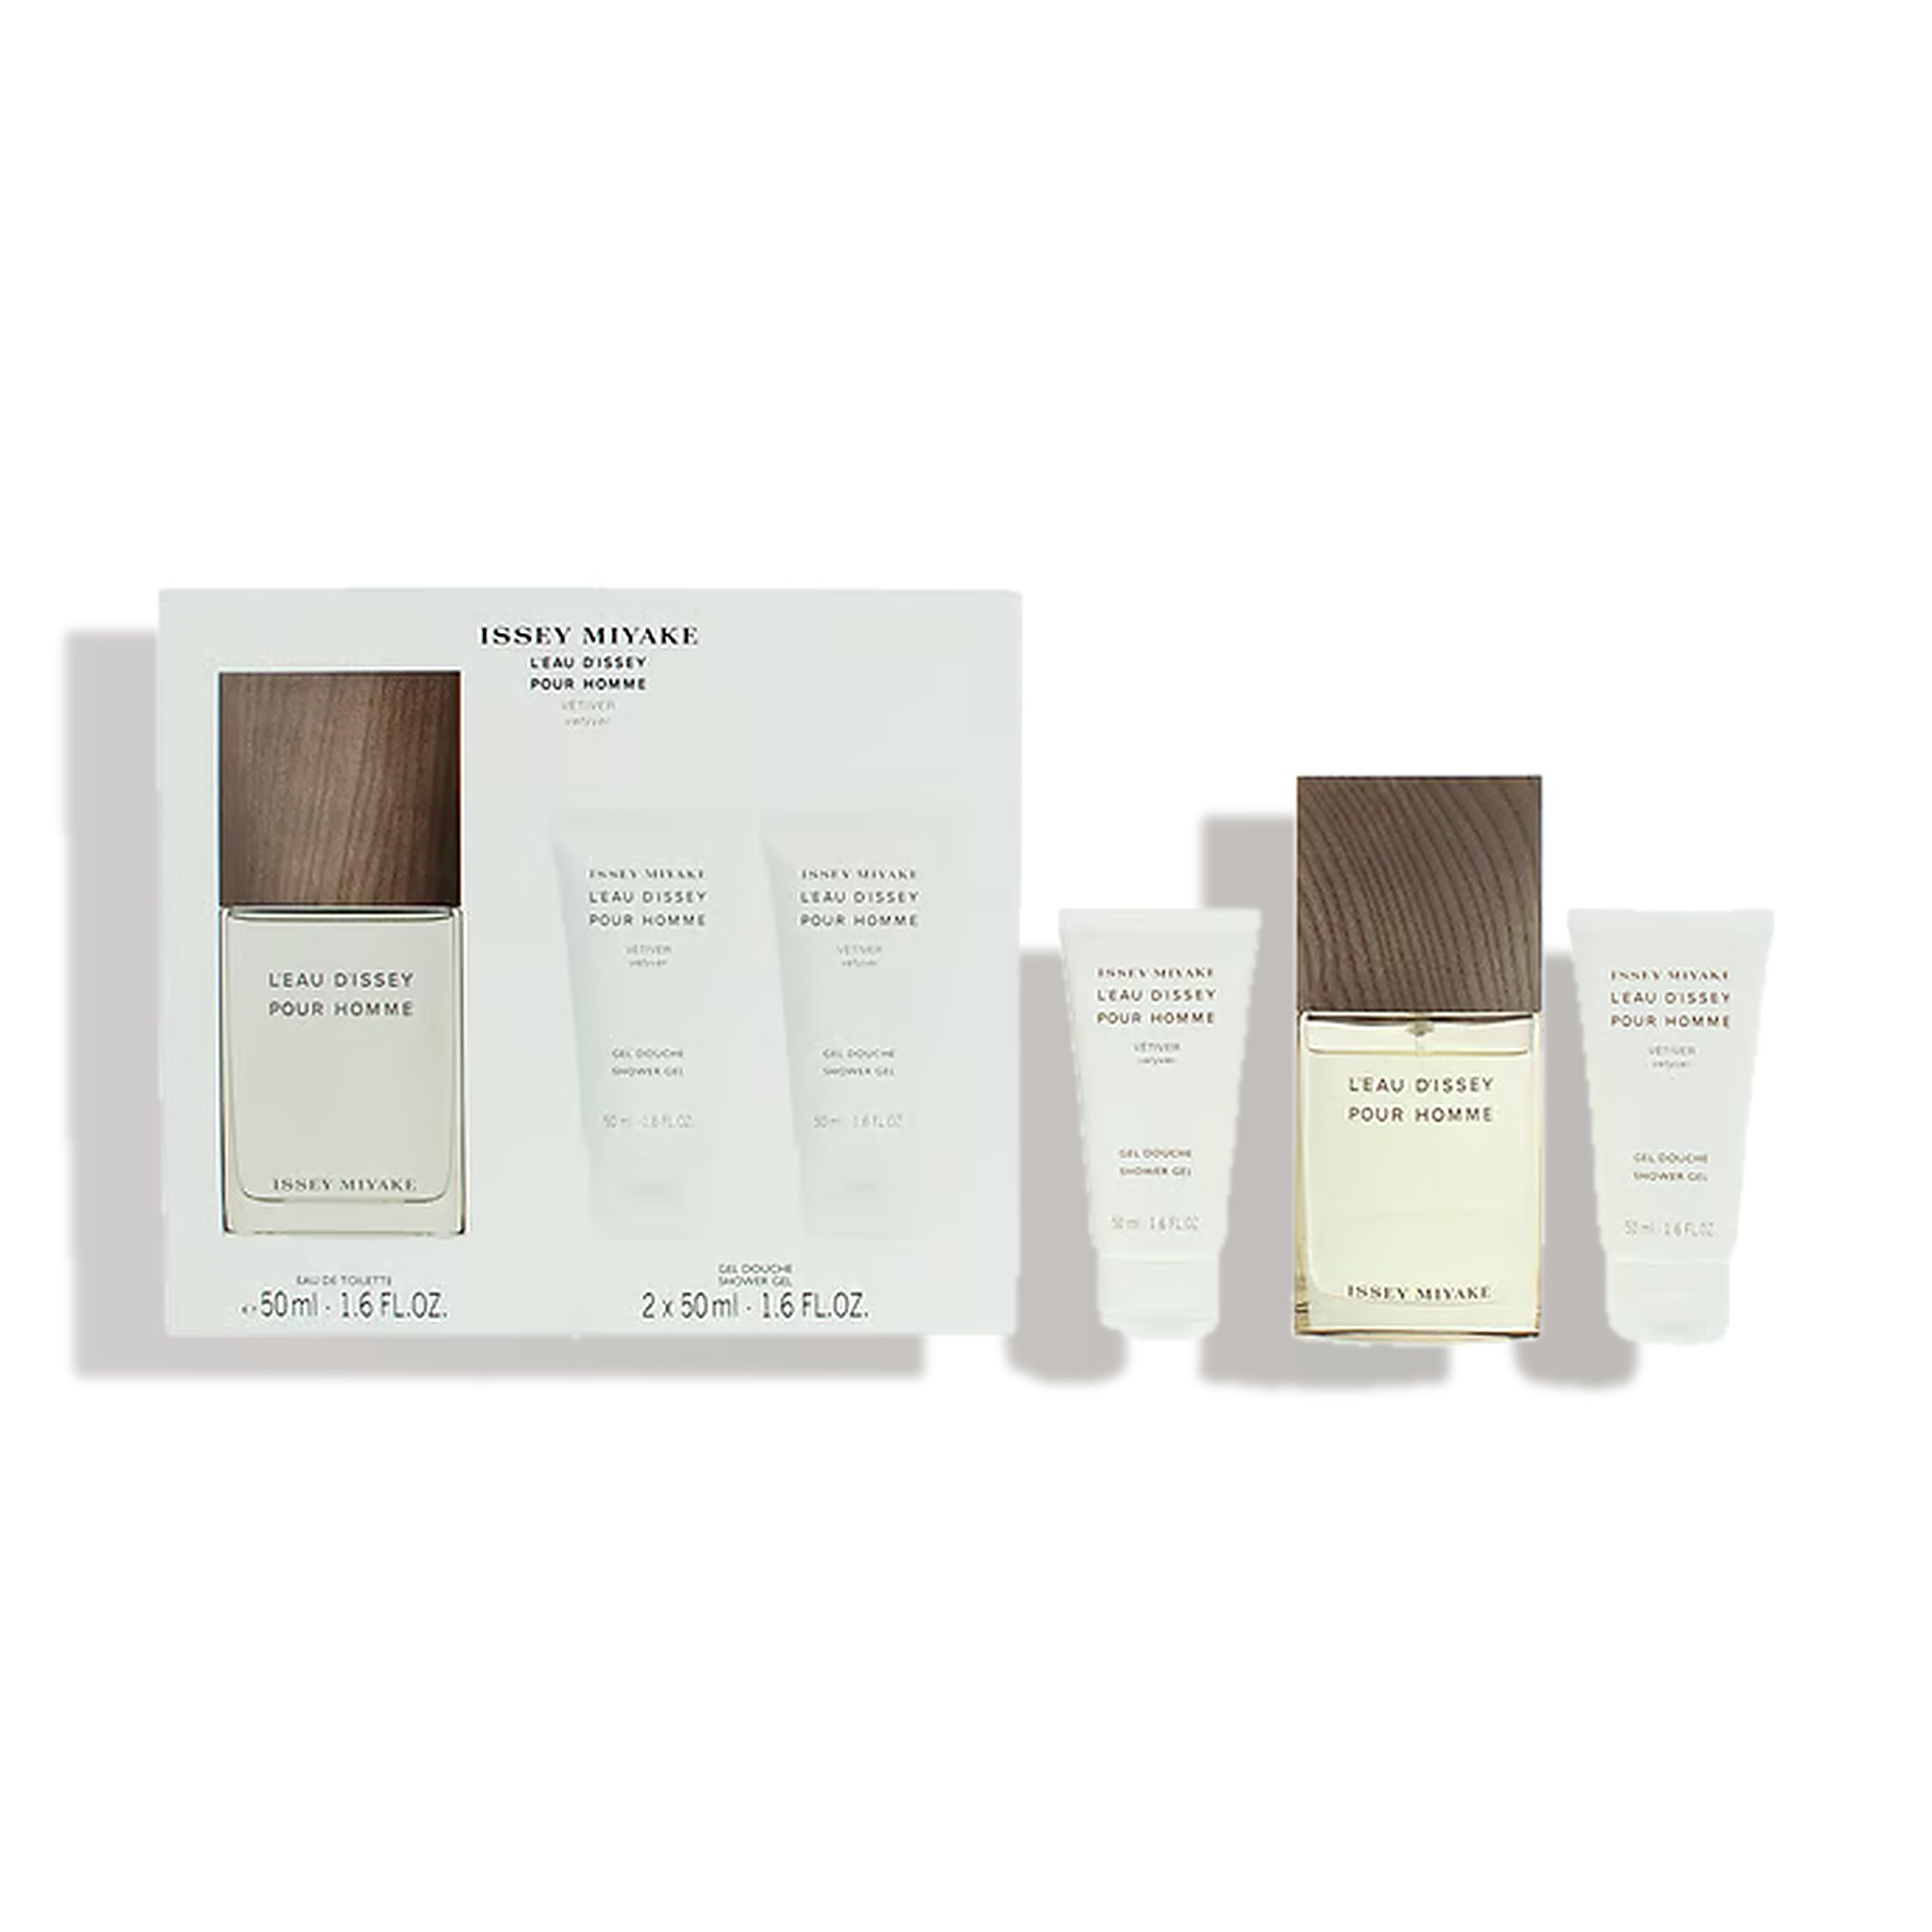 ISSEY MIYAKE
L'EAU D'ISSEY
POUR HOMME
VÉTIVER
vetyver
L'EAU D'ISSEY
POUR HOMME
ISSEY MIYAKE
EAU DE TOILETTE
e 50 ml · 1.6 FL.OZ.
ISSEY MIYAKE
L'EAU D'ISSEY
POUR HOMME
VÉTIVER
vetyver
GEL DOUCHE
SHOWER GEL
50 ml · 1.6 FL.OZ.
ISSEY MIYAKE
L'EAU D'ISSEY
POUR HOMME
VÉTIVER
vetyver
GEL DOUCHE
SHOWER GEL
50 ml · 1.6 FL.OZ.
GEL DOUCHE
SHOWER GEL
2 x 50 ml · 1.6 FL.OZ.
ISSEY MIYAKE
L'EAU D'ISSEY
POUR HOMME
VÉTIVER
vetyver
GEL DOUCHE
SHOWER GEL
50 ml · 1.6 FL.OZ.
L'EAU D'ISSEY
POUR HOMME
ISSEY MIYAKE
ISSEY MIYAKE
L'EAU D'ISSEY
POUR HOMME
VÉTIVER
vetyver
GEL DOUCHE
SHOWER GEL
50 ml · 1.6 FL.OZ.